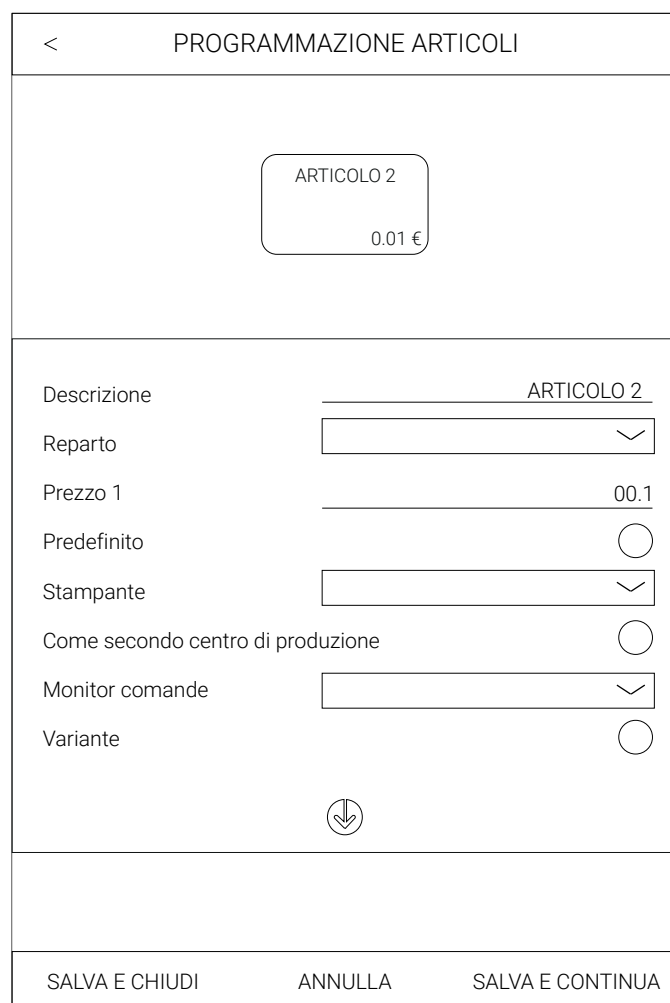 < PROGRAMMAZIONE ARTICOLI
ARTICOLO 2
0.01 €
Descrizione ARTICOLO 2
Reparto
Prezzo 1 00.1
Predefinito
Stampante
Come secondo centro di produzione
Monitor comande
Variante
SALVA E CHIUDI ANNULLA SALVA E CONTINUA